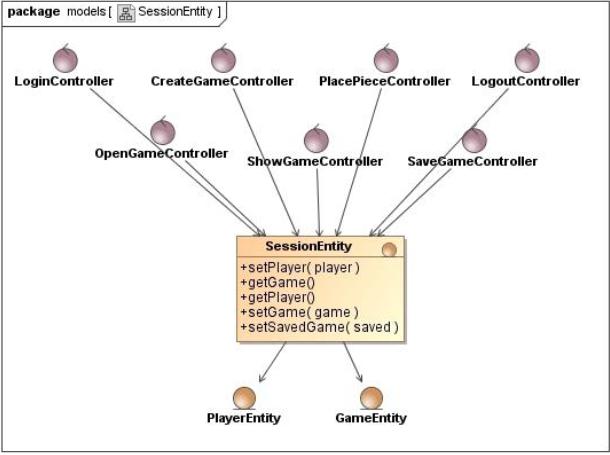 package models [ SessionEntity ]
LoginController CreateGameController PlacePieceController LogoutController
OpenGameController ShowGameController SaveGameController
SessionEntity
+setPlayer( player )
+getGame()
+getPlayer()
+setGame( game )
+setSavedGame( saved )
PlayerEntity GameEntity